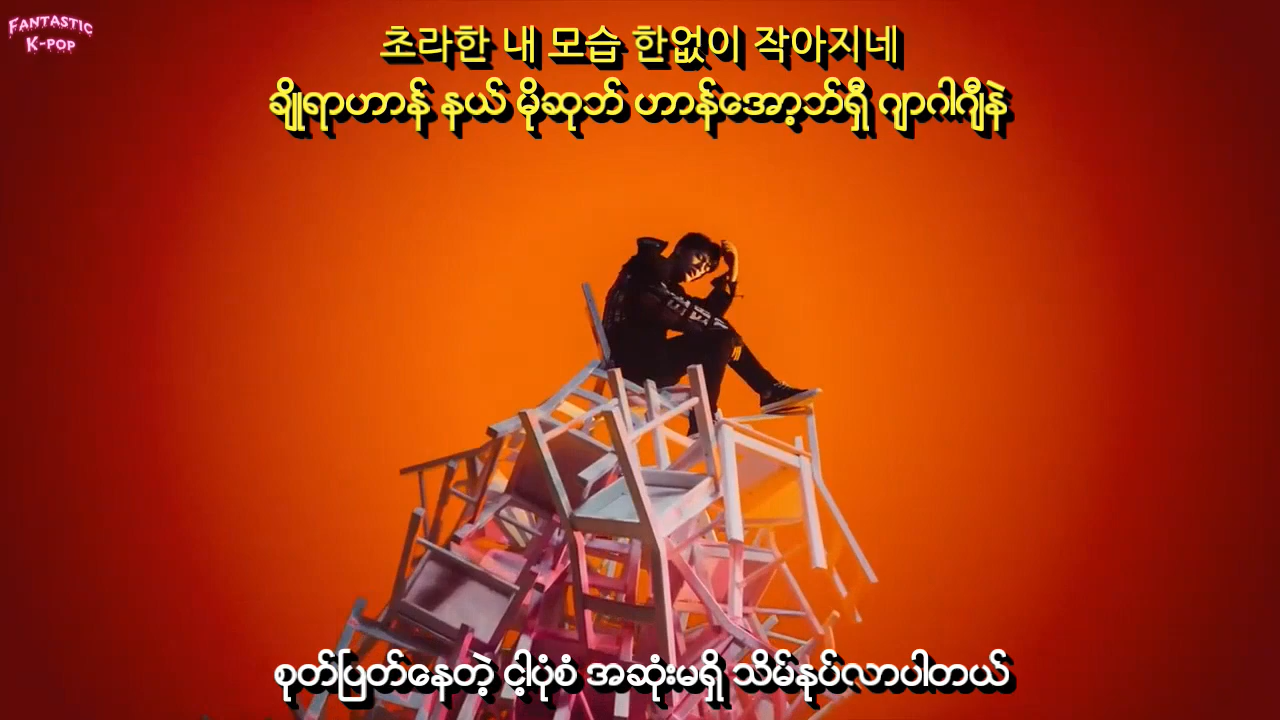 FANTASTIC
K-POP
초라한 내 모습 한없이 작아지네
ချိုရာဟာန် နယ် မိုဆုဘ် ဟာန်အော့ဘ်ရှီ ဂျာဂါဂျီနဲ
စုတ်ပြတ်နေတဲ့ ငါ့ပုံစံ အဆုံးမရှိ သိမ်နုပ်လာပါတယ်